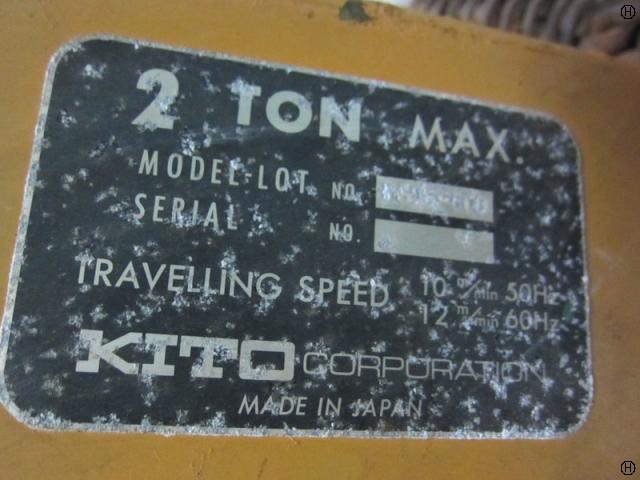 2 TON MAX.
MODEL-LOT NO.
SERIAL NO.
TRAVELLING SPEED 10 m/min 50Hz
12 m/min 60Hz
KITO CORPORATION
MADE IN JAPAN
H
H